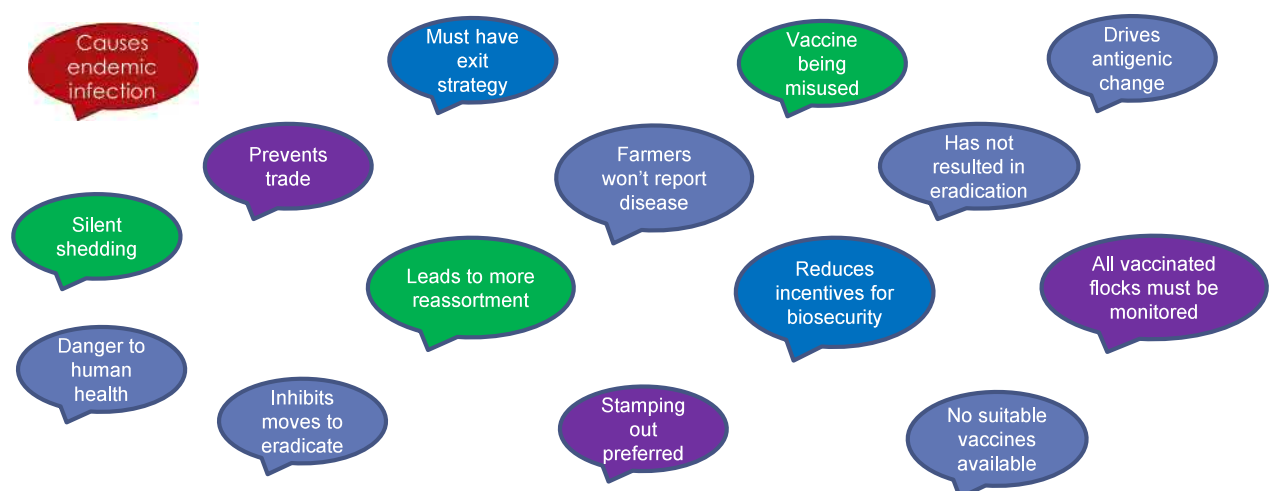 Causes
endemic
infection
Must have
exit
strategy
Vaccine
being
misused
Drives
antigenic
change
Prevents
trade
Farmers
won't report
disease
Has not
resulted in
eradication
Silent
shedding
Leads to more
reassortment
Reduces
incentives for
biosecurity
All vaccinated
flocks must be
monitored
Danger to
human
health
Inhibits
moves to
eradicate
Stamping
out
preferred
No suitable
vaccines
available